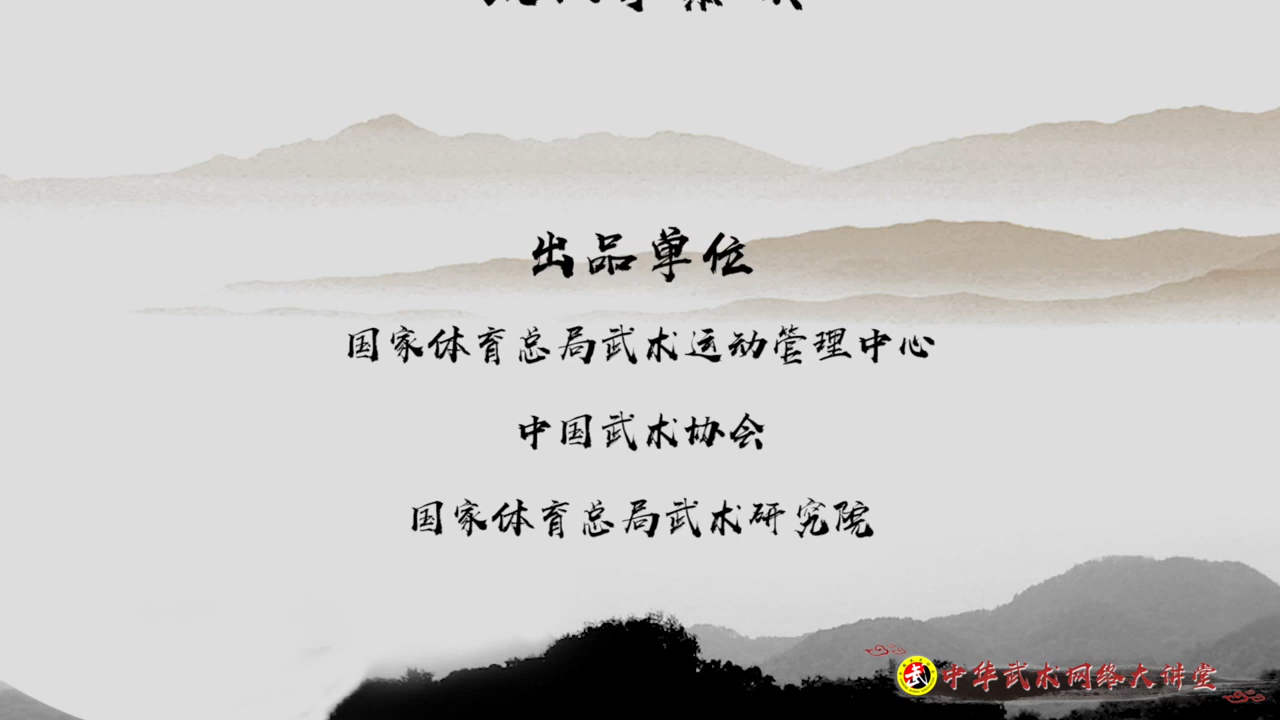 出品单位
国家体育总局武术运动管理中心
中国武术协会
国家体育总局武术研究院
中华武术网络大讲堂